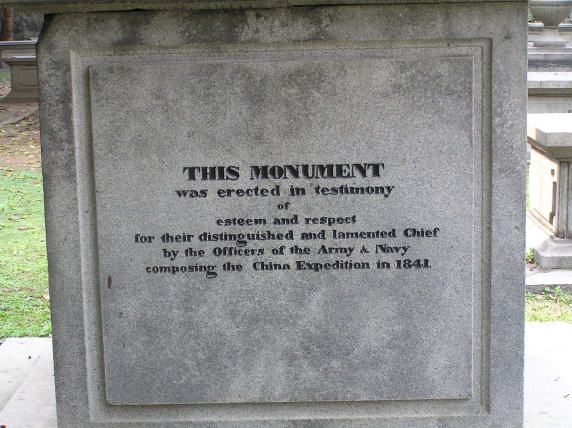 THIS MONUMENT
was erected in testimony
of
esteem and respect
for their distinguished and lamented Chief
by the Officers of the Army & Navy
composing the China Expedition in 1841.